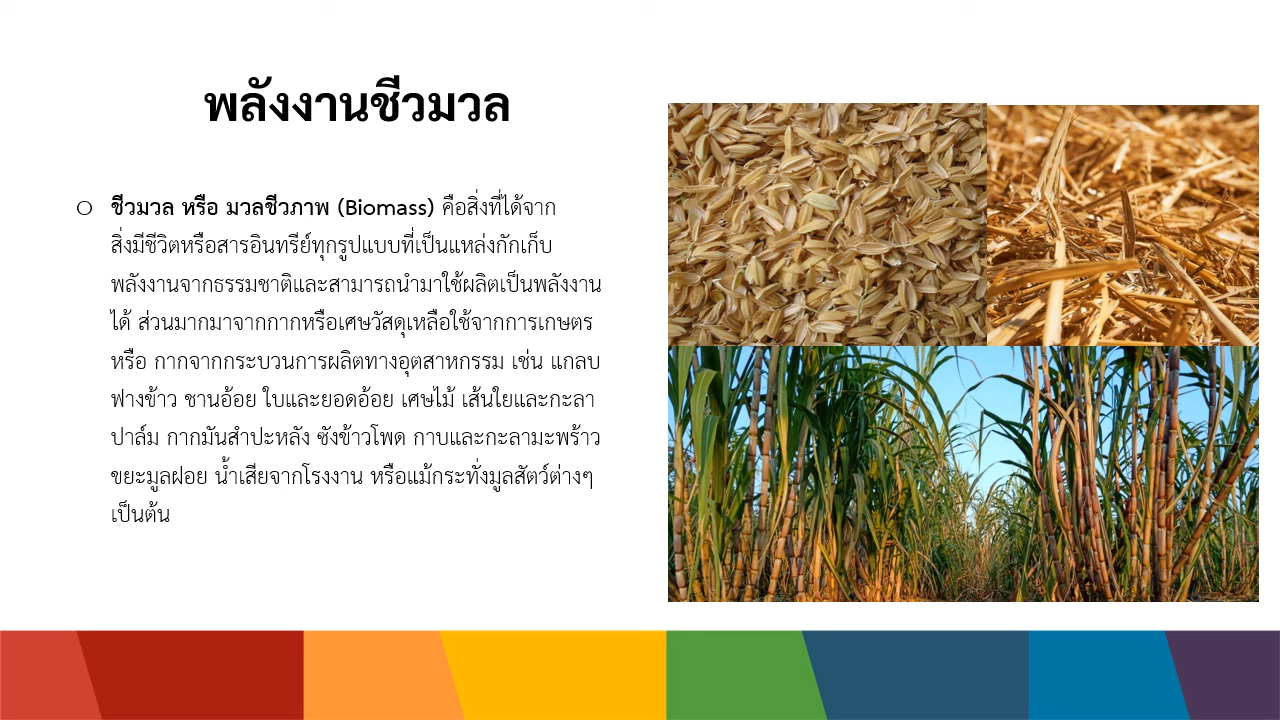 พลังงานชีวมวล
O ชีวมวล หรือ มวลชีวภาพ (Biomass) คือสิ่งที่ได้จาก
สิ่งมีชีวิตหรือสารอินทรีย์ทุกรูปแบบที่เป็นแหล่งกักเก็บ
พลังงานจากธรรมชาติและสามารถนำมาใช้ผลิตเป็นพลังงาน
ได้ ส่วนมากมาจากกากหรือเศษวัสดุเหลือใช้จากการเกษตร
หรือ กากจากกระบวนการผลิตทางอุตสาหกรรม เช่น แกลบ
ฟางข้าว ชานอ้อย ใบและยอดอ้อย เศษไม้ เส้นใยและกะลา
ปาล์ม กากมันสำปะหลัง ซังข้าวโพด กาบและกะลามะพร้าว
ขยะมูลฝอย น้ำเสียจากโรงงาน หรือแม้กระทั่งมูลสัตว์ต่างๆ
เป็นต้น